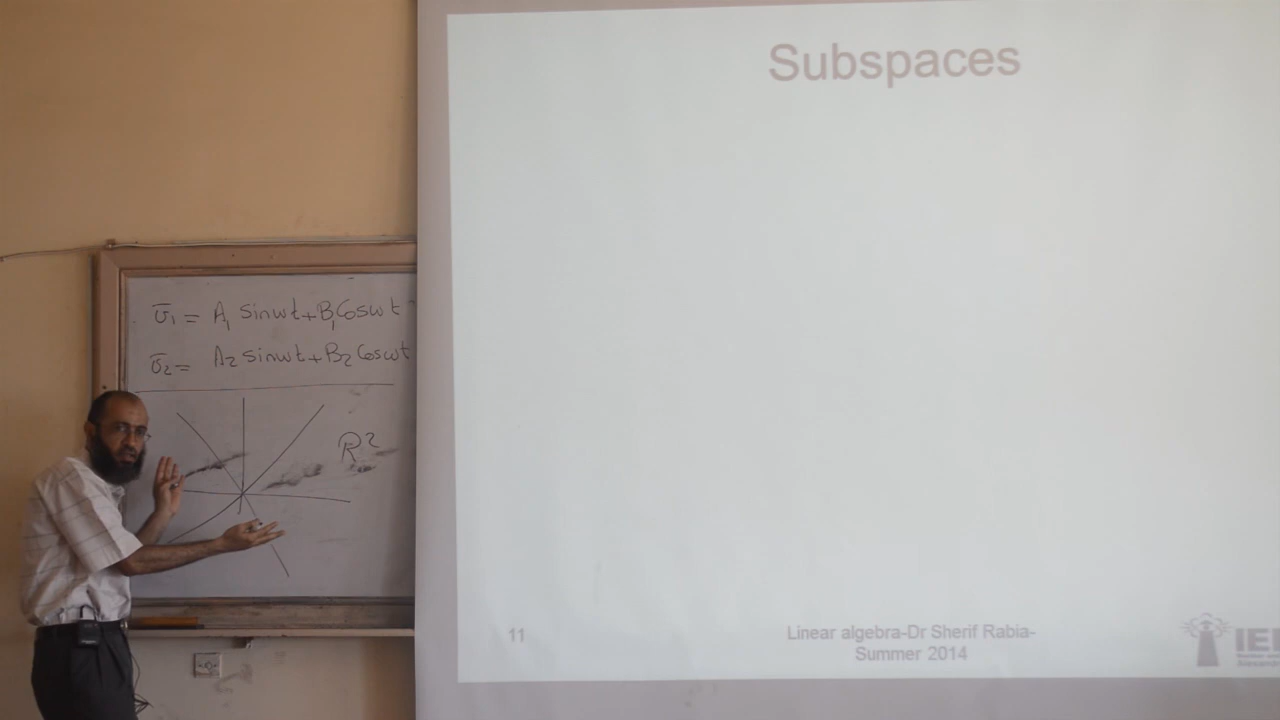 Subspaces
v̄₁ = A₁ sinωt + B₁ Cosωt
v̄₂ = A₂ sinωt + B₂ Cosωt
R²
11
Linear algebra-Dr Sherif Rabia-
Summer 2014